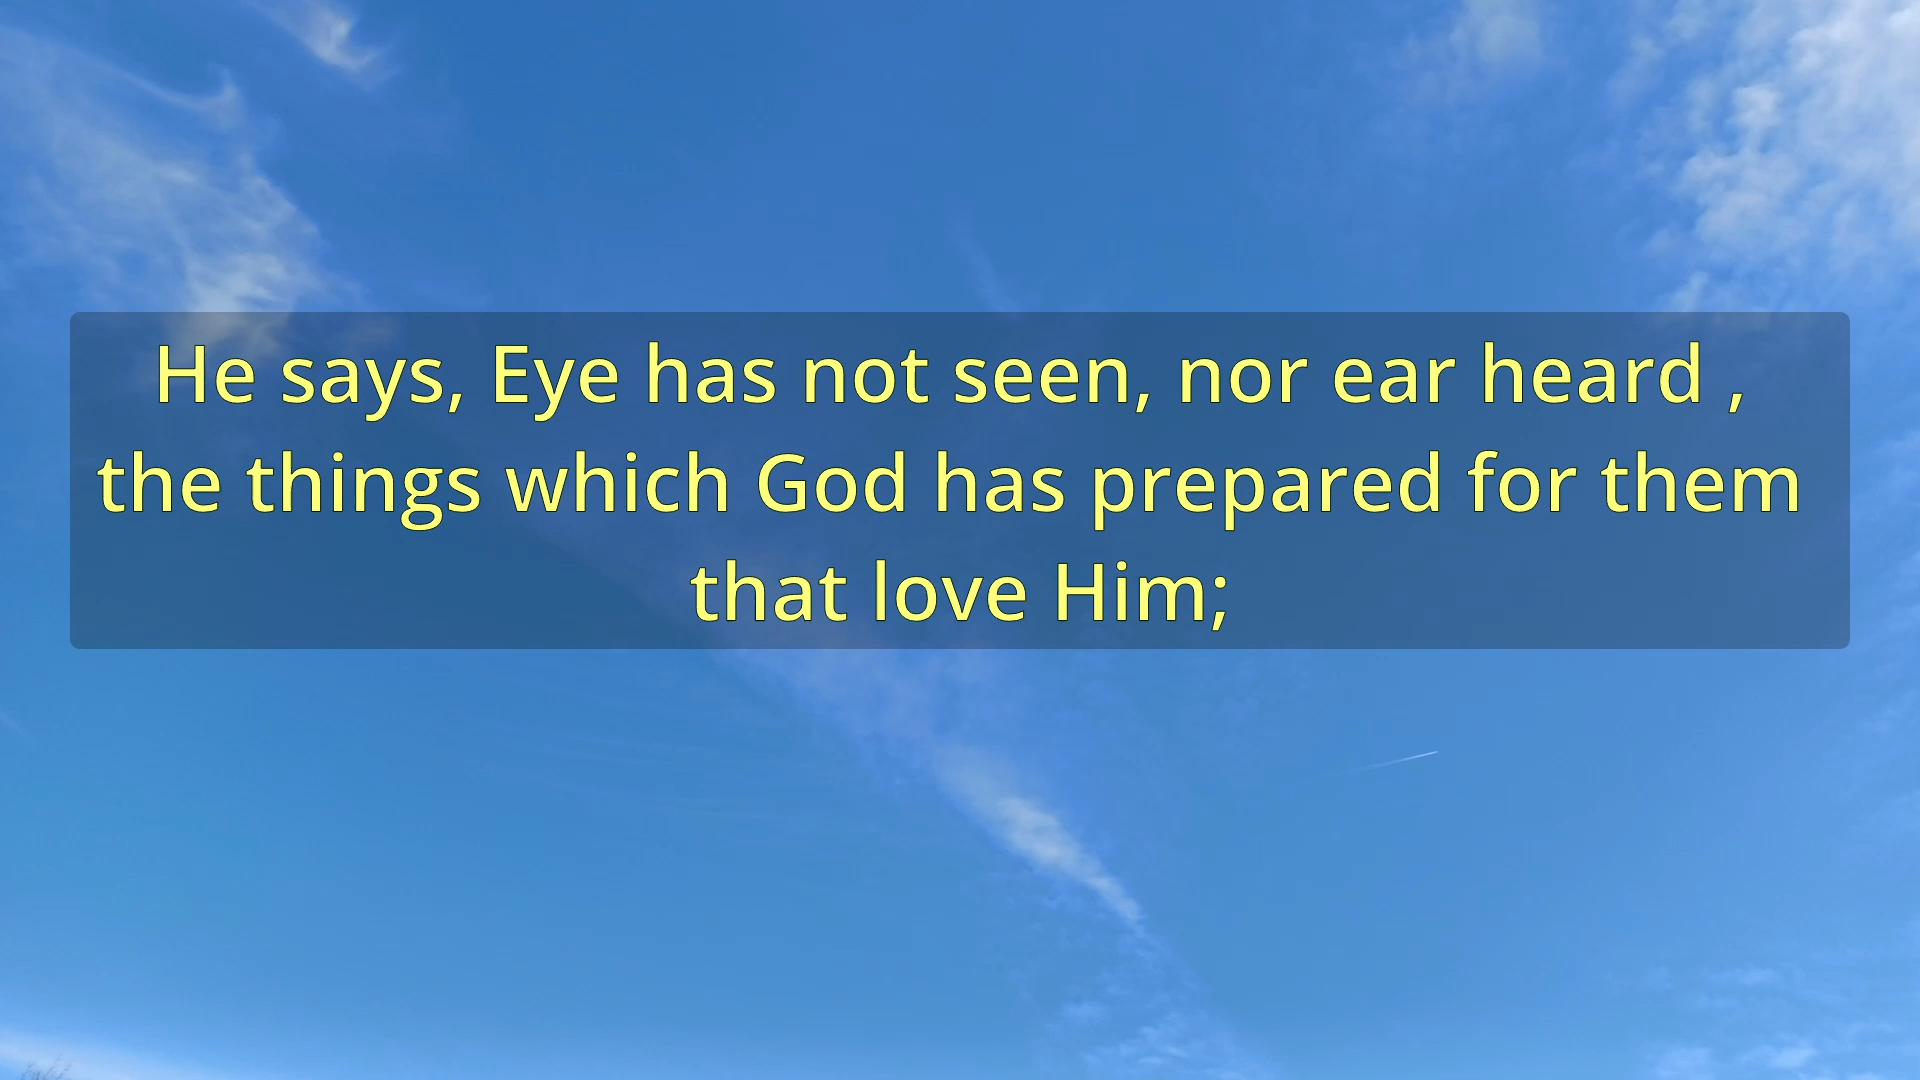 He says, Eye has not seen, nor ear heard ,
the things which God has prepared for them
that love Him;